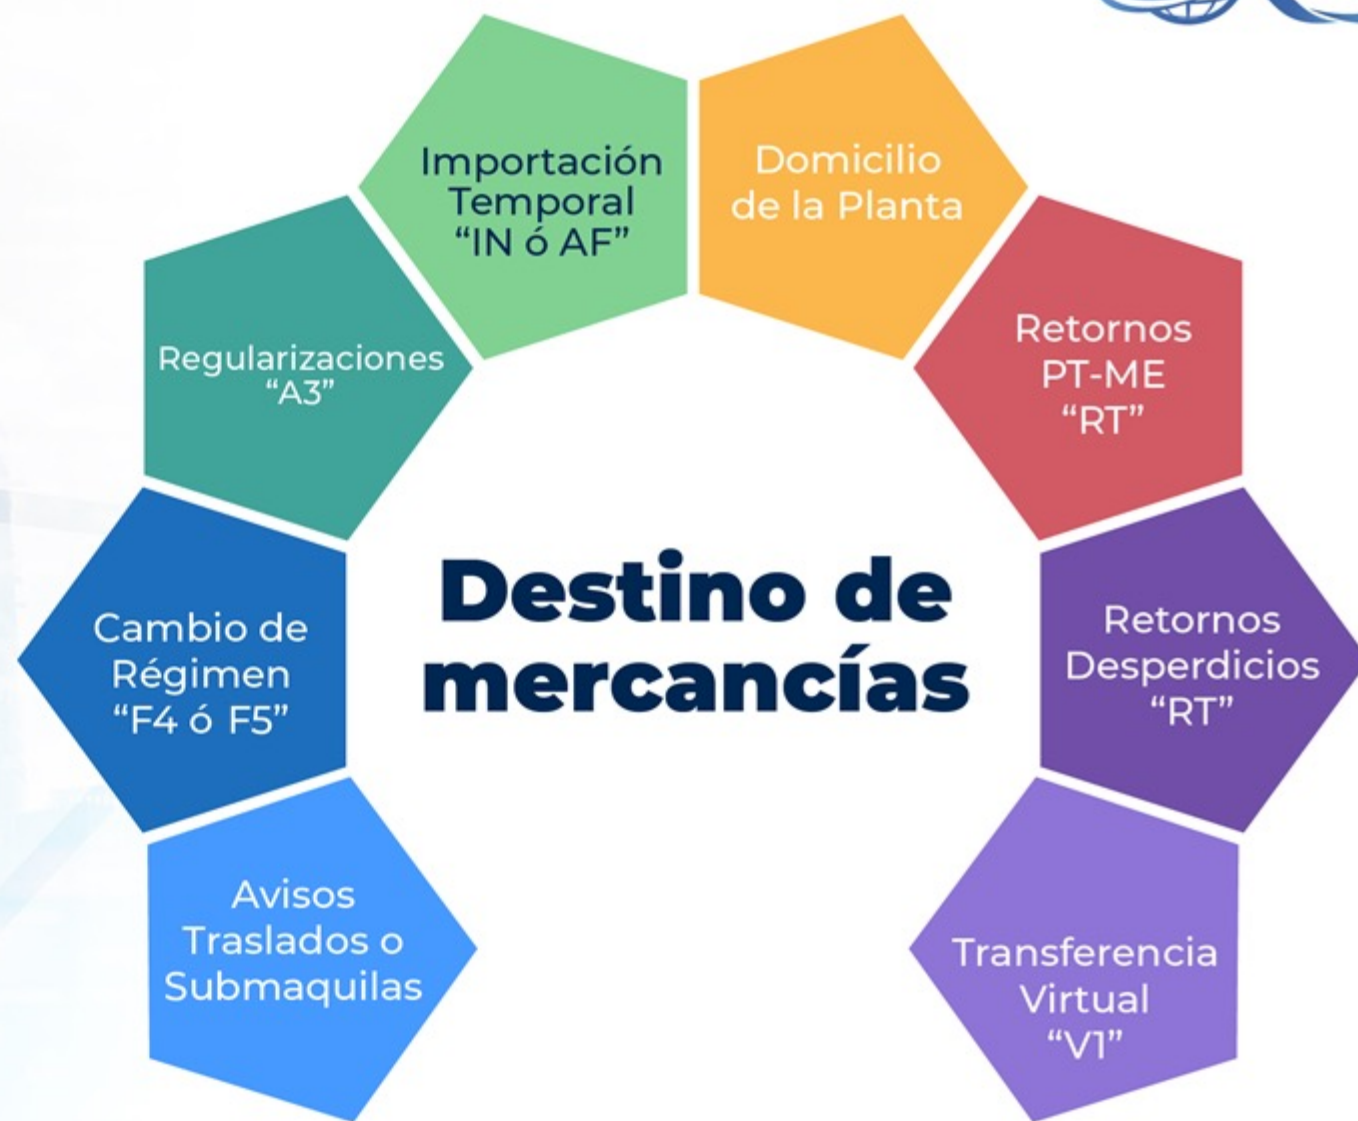 Importación
Temporal
“IN ó AF”
Domicilio
de la Planta
Retornos
PT-ME
“RT”
Retornos
Desperdicios
“RT”
Transferencia
Virtual
“V1”
Avisos
Traslados o
Submaquilas
Cambio de
Régimen
“F4 ó F5”
Regularizaciones
“A3”
Destino de
mercancías